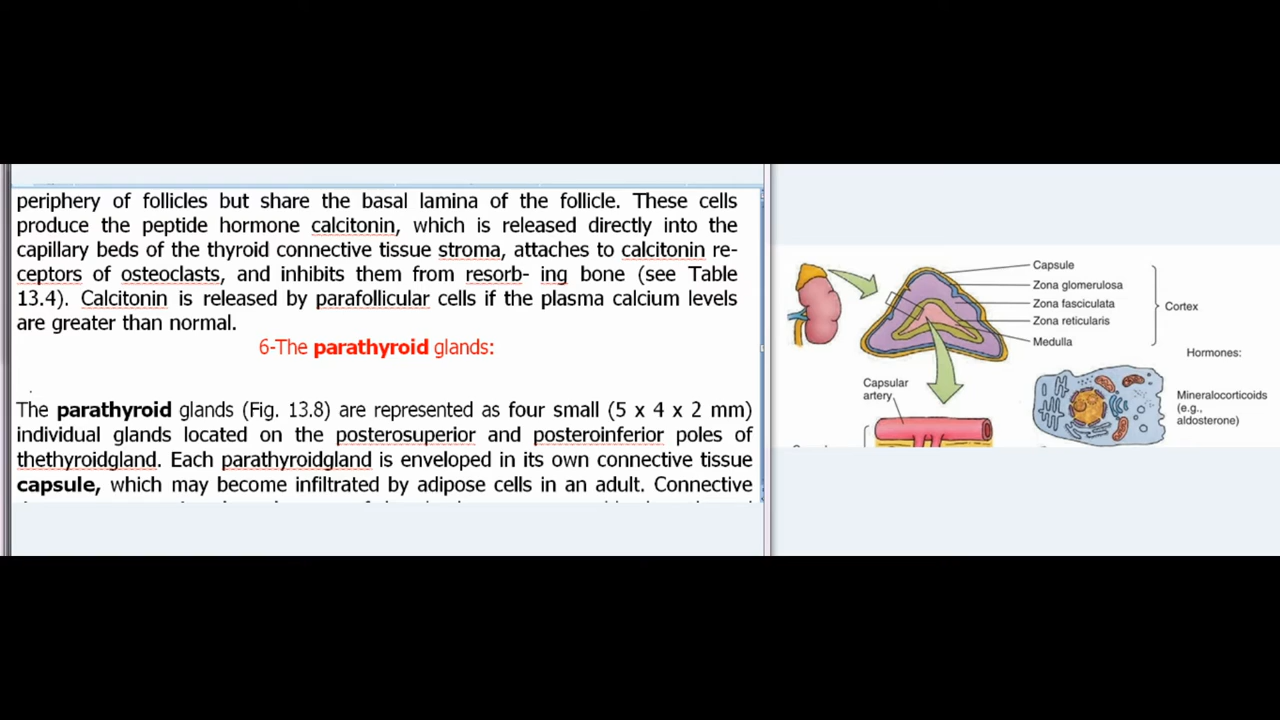 periphery of follicles but share the basal lamina of the follicle. These cells
produce the peptide hormone calcitonin, which is released directly into the
capillary beds of the thyroid connective tissue stroma, attaches to calcitonin re-
ceptors of osteoclasts, and inhibits them from resorb- ing bone (see Table
13.4). Calcitonin is released by parafollicular cells if the plasma calcium levels
are greater than normal.
6-The parathyroid glands:
.
The parathyroid glands (Fig. 13.8) are represented as four small (5 x 4 x 2 mm)
individual glands located on the posterosuperior and posteroinferior poles of
thethyroidgland. Each parathyroidgland is enveloped in its own connective tissue
capsule, which may become infiltrated by adipose cells in an adult. Connective
Capsule
Zona glomerulosa
Zona fasciculata
Zona reticularis
Medulla
Cortex
Hormones:
Capsular
artery
Mineralocorticoids
(e.g.,
aldosterone)